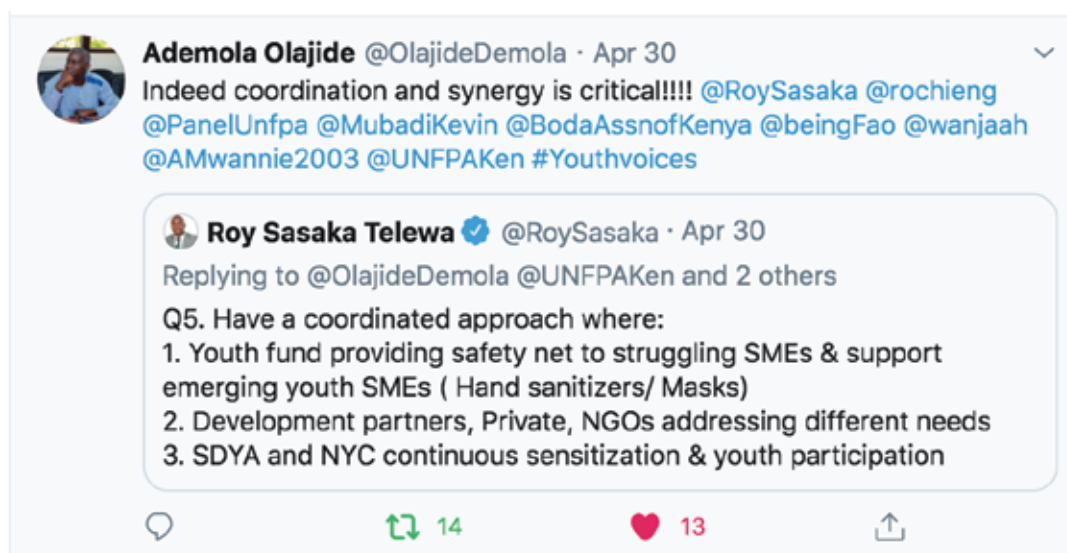 Ademola Olajide @OlajideDemola · Apr 30
Indeed coordination and synergy is critical!!!! @RoySasaka @rochieng
@PanelUnfpa @MubadiKevin @BodaAssnofKenya @beingFao @wanjaah
@AMwannie2003 @UNFPAKen #Youthvoices
Roy Sasaka Telewa @RoySasaka · Apr 30
Replying to @OlajideDemola @UNFPAKen and 2 others
Q5. Have a coordinated approach where:
1. Youth fund providing safety net to struggling SMEs & support
emerging youth SMEs ( Hand sanitizers/ Masks)
2. Development partners, Private, NGOs addressing different needs
3. SDYA and NYC continuous sensitization & youth participation
14 13